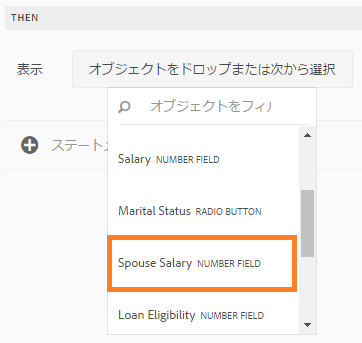 THEN
表示 オブジェクトをドロップまたは次から選択
オブジェクトをフィル
ステートメ
Salary NUMBER FIELD
Marital Status RADIO BUTTON
Spouse Salary NUMBER FIELD
Loan Eligibility NUMBER FIELD